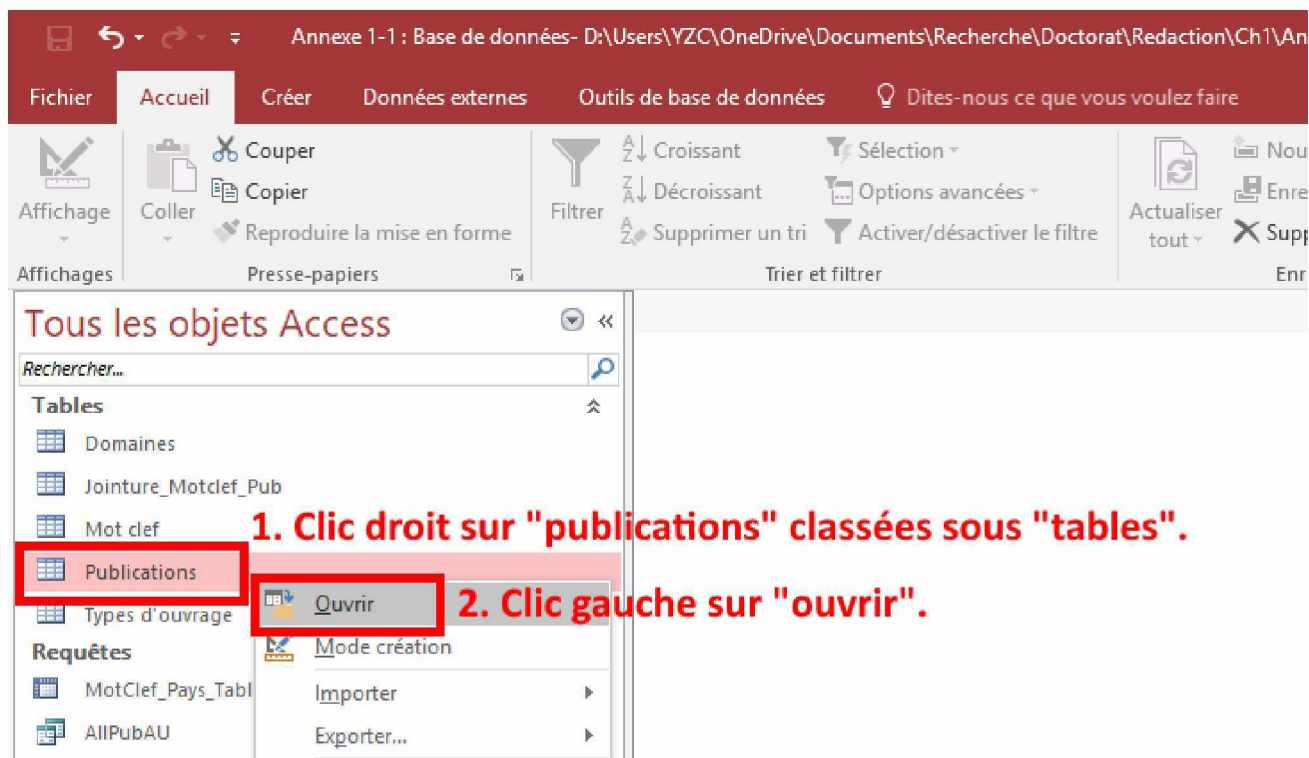 Annexe 1-1 : Base de données- D:\Users\YZC\OneDrive\Documents\Recherche\Doctorat\Redaction\Ch1\An
Fichier Accueil Créer Données externes Outils de base de données Dites-nous ce que vous voulez faire
Couper Croissant Sélection Nou
Copier Décroissant Options avancées Enre
Affichage Coller Reproduire la mise en forme Filtrer Supprimer un tri Activer/désactiver le filtre Actualiser tout Supp
Affichages Presse-papiers Trier et filtrer Enr
Tous les objets Access
Rechercher...
Tables
Domaines
Jointure_Motclef_Pub
Mot clef
1. Clic droit sur "publications" classées sous "tables".
Publications
Ouvrir
2. Clic gauche sur "ouvrir".
Types d'ouvrage
Requêtes
Mode création
MotClef_Pays_Tabl
Importer
AllPubAU
Exporter...